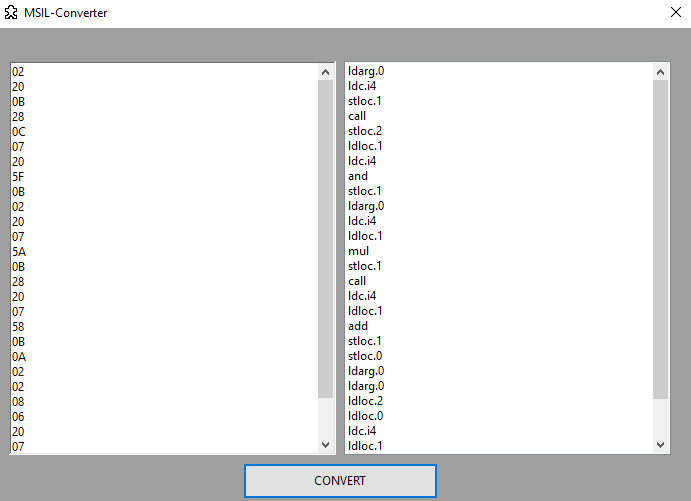 MSIL-Converter
02
20
0B
28
0C
07
20
5F
0B
02
20
07
5A
0B
28
20
07
58
0B
0A
02
02
08
06
20
07
ldarg.0
ldc.i4
stloc.1
call
stloc.2
ldloc.1
ldc.i4
and
stloc.1
ldarg.0
ldc.i4
ldloc.1
mul
stloc.1
call
ldc.i4
ldloc.1
add
stloc.1
stloc.0
ldarg.0
ldarg.0
ldloc.2
ldloc.0
ldc.i4
ldloc.1
CONVERT